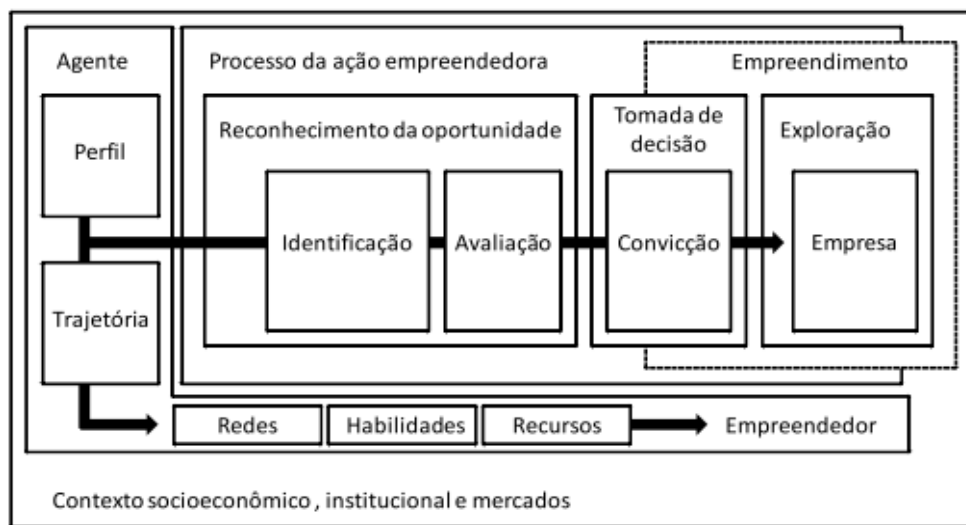 Agente
Processo da ação empreendedora
Empreendimento
Perfil
Reconhecimento da oportunidade
Tomada de
decisão
Exploração
Identificação
Avaliação
Convicção
Empresa
Trajetória
Redes
Habilidades
Recursos
Empreendedor
Contexto socioeconômico , institucional e mercados